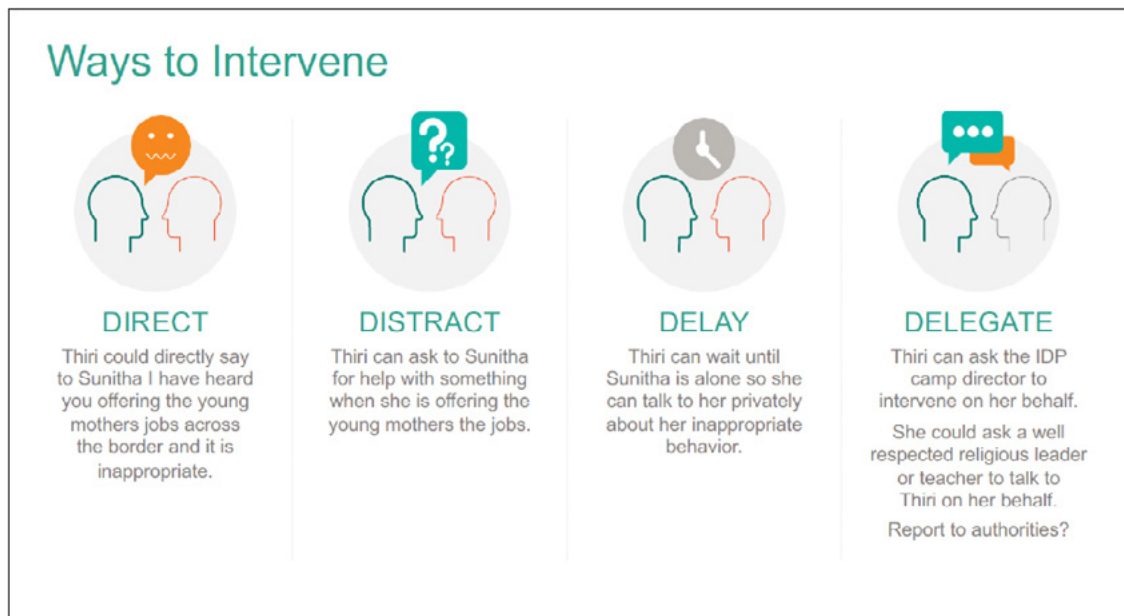 Ways to Intervene
??
DIRECT
Thiri could directly say
to Sunitha I have heard
you offering the young
mothers jobs across
the border and it is
inappropriate.
DISTRACT
Thiri can ask to Sunitha
for help with something
when she is offering the
young mothers the jobs.
DELAY
Thiri can wait until
Sunitha is alone so she
can talk to her privately
about her inappropriate
behavior.
DELEGATE
Thiri can ask the IDP
camp director to
intervene on her behalf.
She could ask a well
respected religious leader
or teacher to talk to
Thiri on her behalf.
Report to authorities?